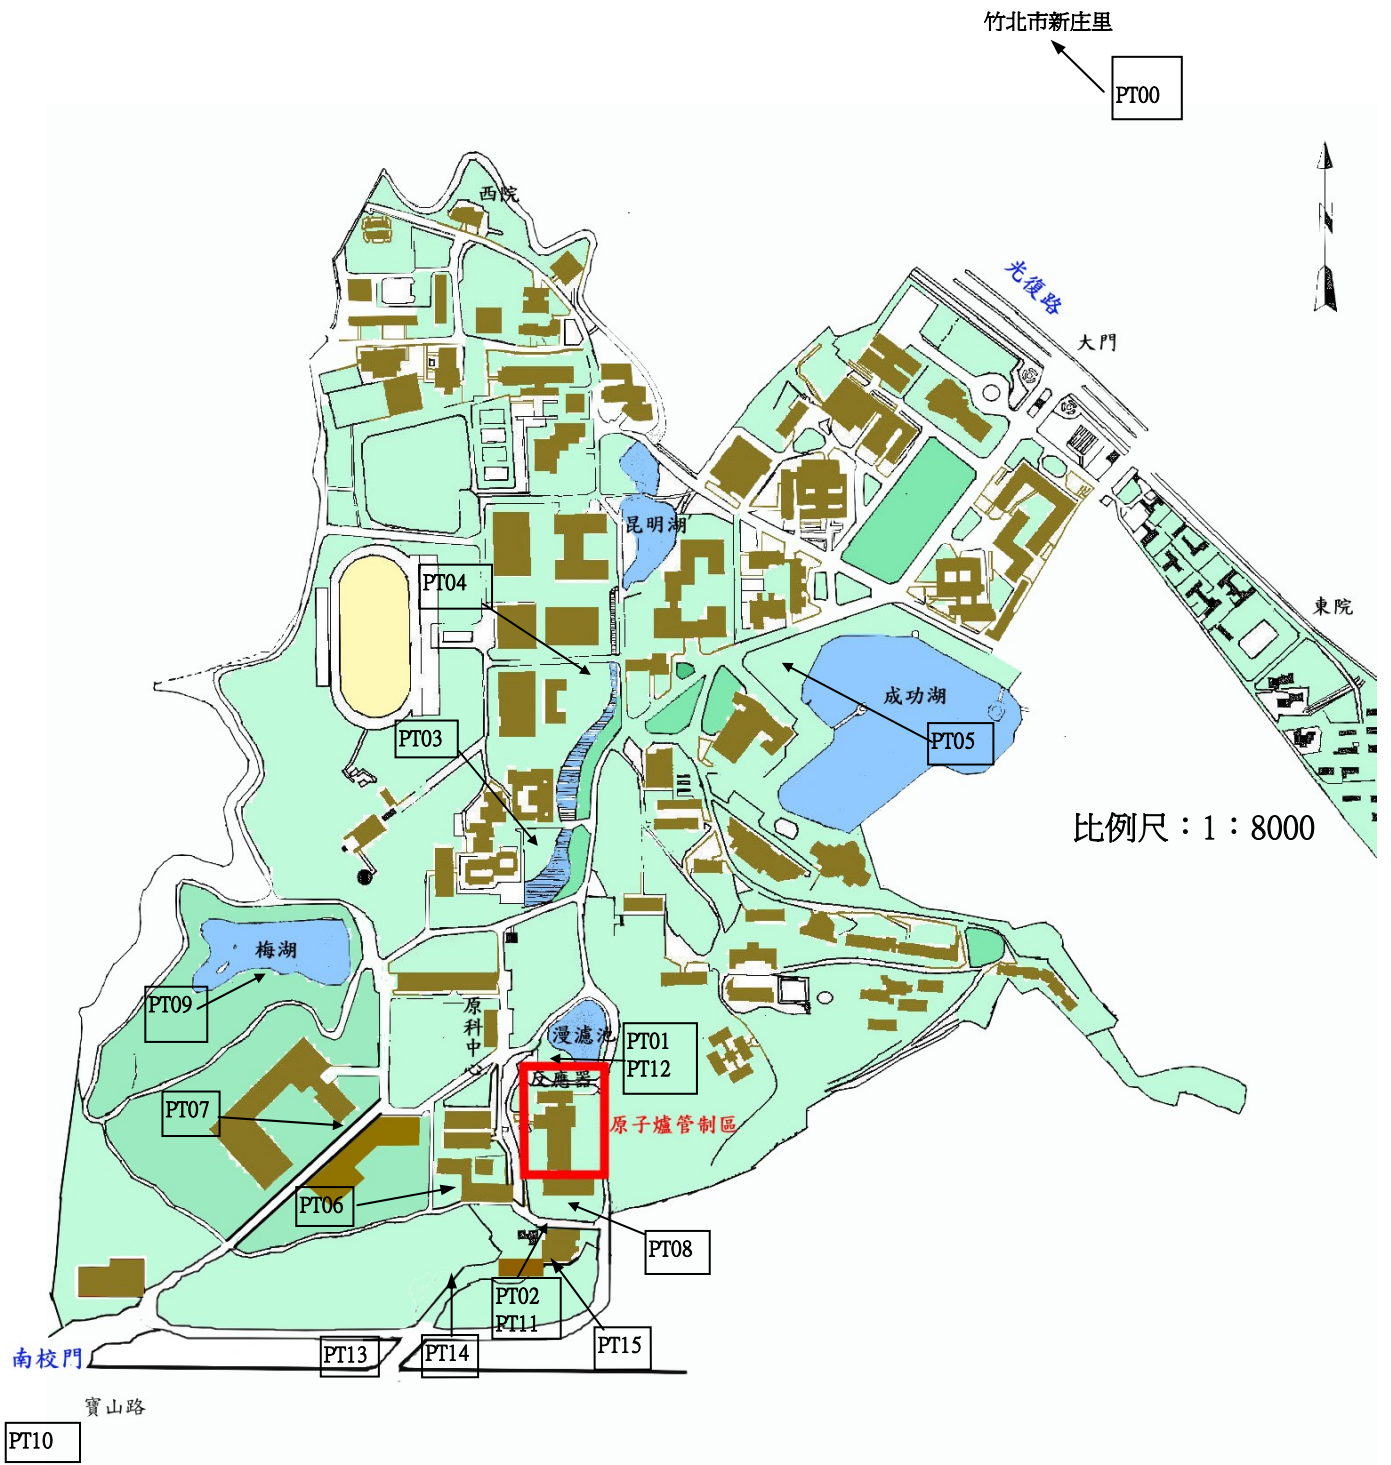 竹北市新庄里
PT00
西院
光復路
大門
昆明湖
PT04
東院
成功湖
PT03
PT05
比例尺：1：8000
梅湖
PT09
原科中心
漫濾池
PT01
PT12
反應器
PT07
原子爐管制區
PT06
PT08
PT02
PT11
PT15
PT13
PT14
南校門
寶山路
PT10